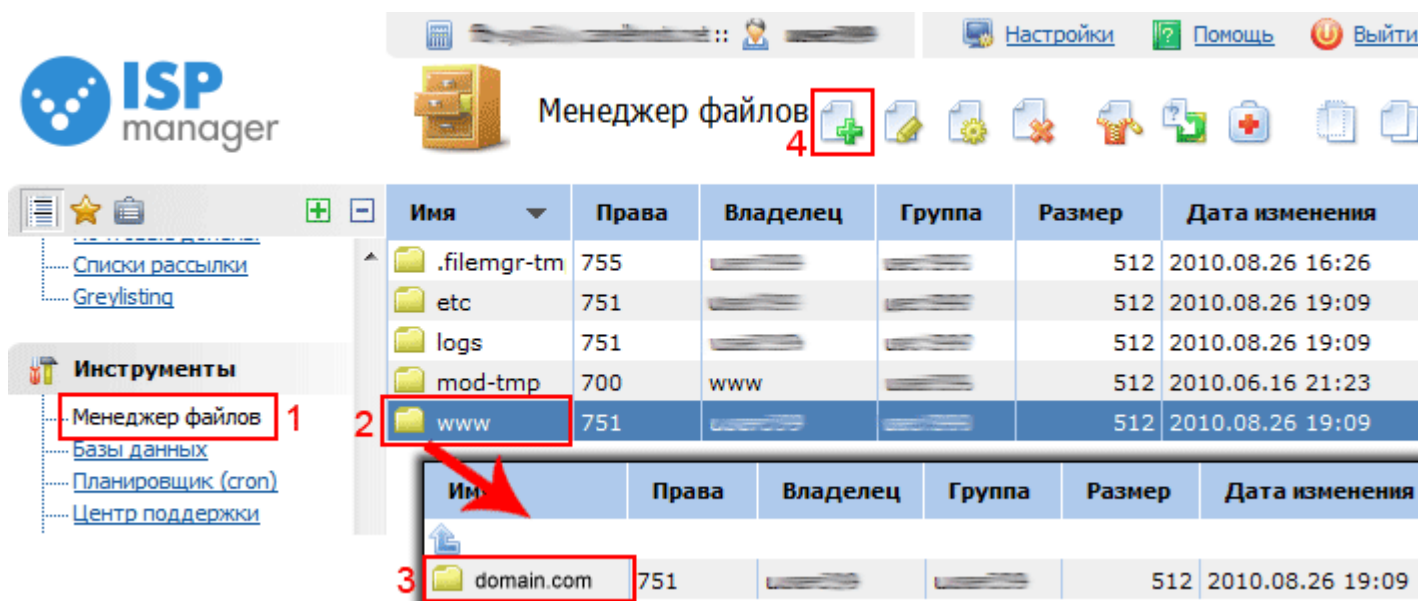 Настройки Помощь Выйти
ISP
manager
Менеджер файлов
4
Имя Права Владелец Группа Размер Дата изменения
Списки рассылки
Greylisting
.filemgr-tm 755 512 2010.08.26 16:26
etc 751 512 2010.08.26 19:09
logs 751 512 2010.08.26 19:09
mod-tmp 700 www 512 2010.06.16 21:23
www 751 512 2010.08.26 19:09
Инструменты
Менеджер файлов 1
2
Базы данных
Планировщик (cron)
Центр поддержки
Права Владелец Группа Размер Дата изменения
3 domain.com 751 512 2010.08.26 19:09